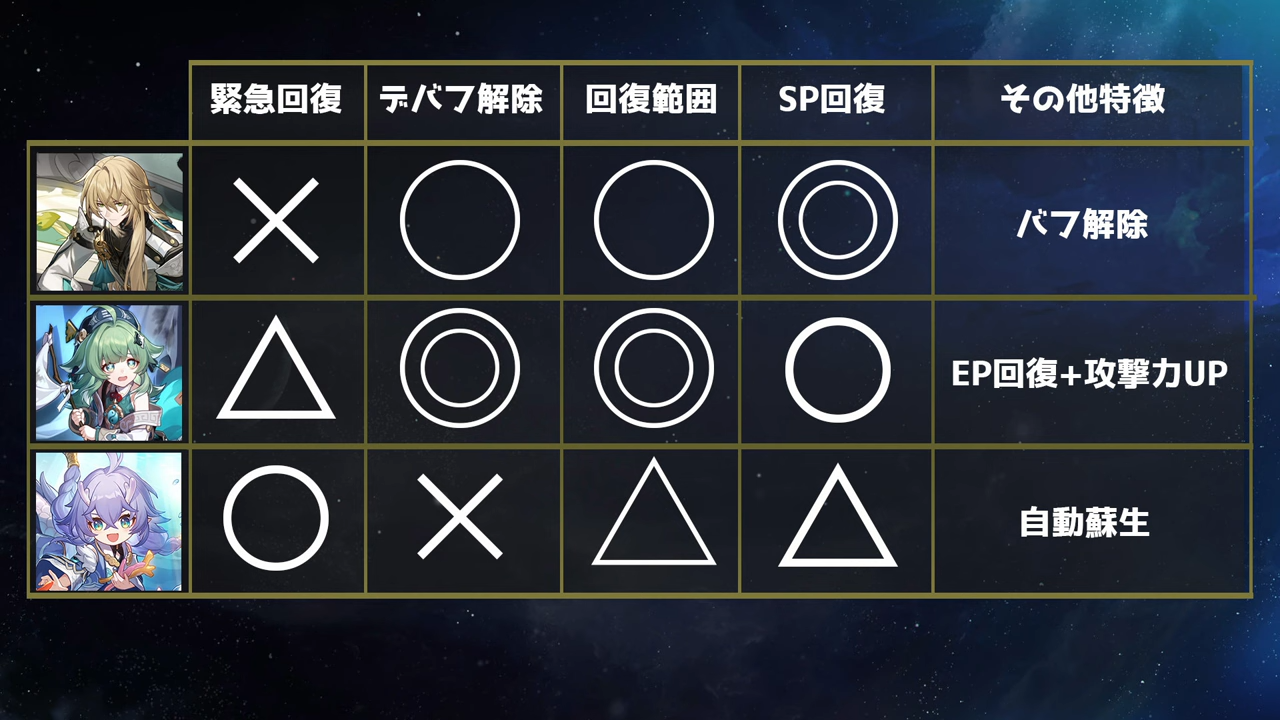 緊急回復 デバフ解除 回復範囲 SP回復 その他特徴
× ○ ○ ◎ バフ解除
△ ◎ ◎ ○ EP回復+攻撃力UP
○ × △ △ 自動蘇生